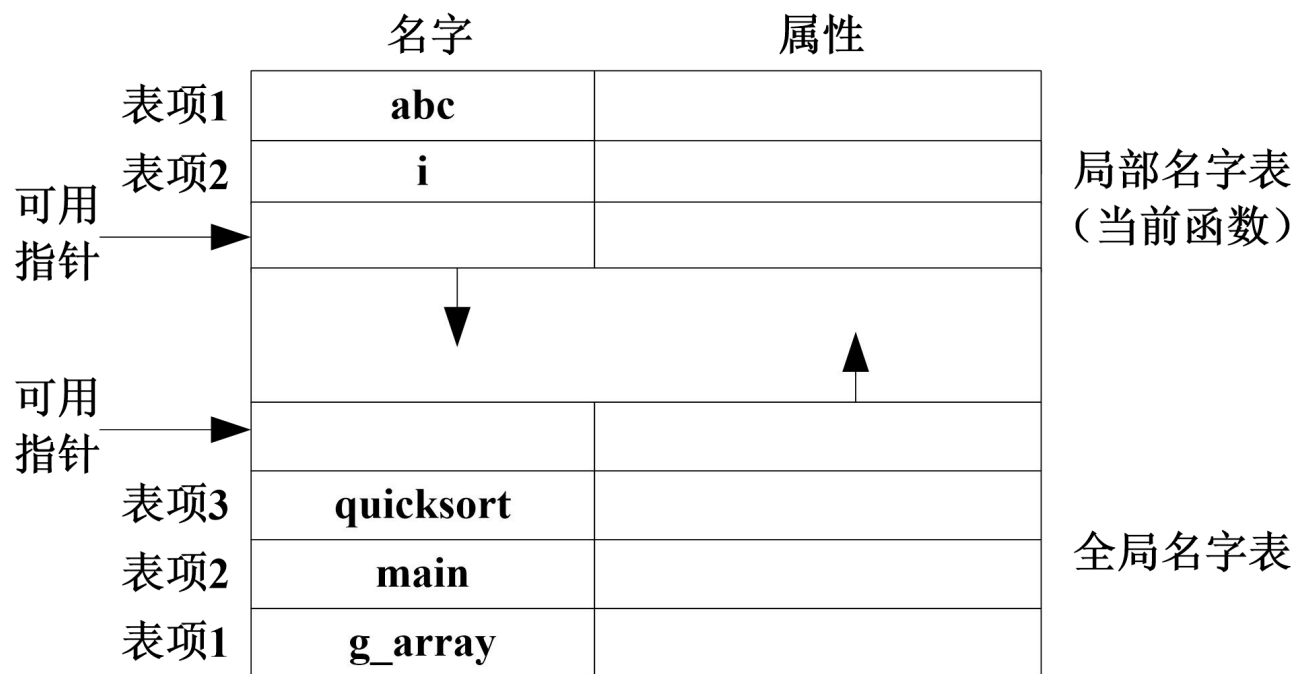 名字 属性
表项1 abc
表项2 i
局部名字表
(当前函数)
可用
指针
可用
指针
表项3 quicksort
表项2 main
全局名字表
表项1 g_array